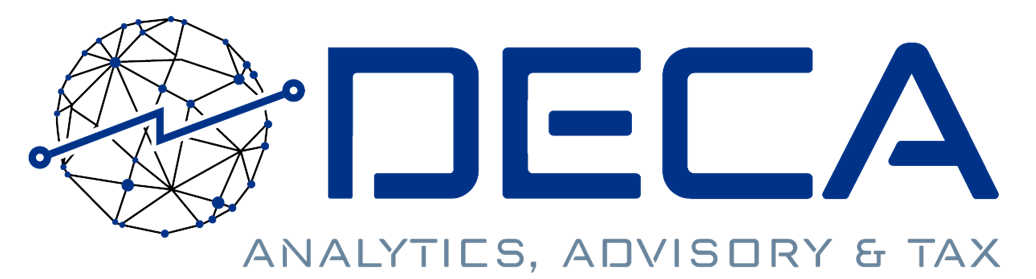 DECA
ANALYTICS, ADVISORY & TAX